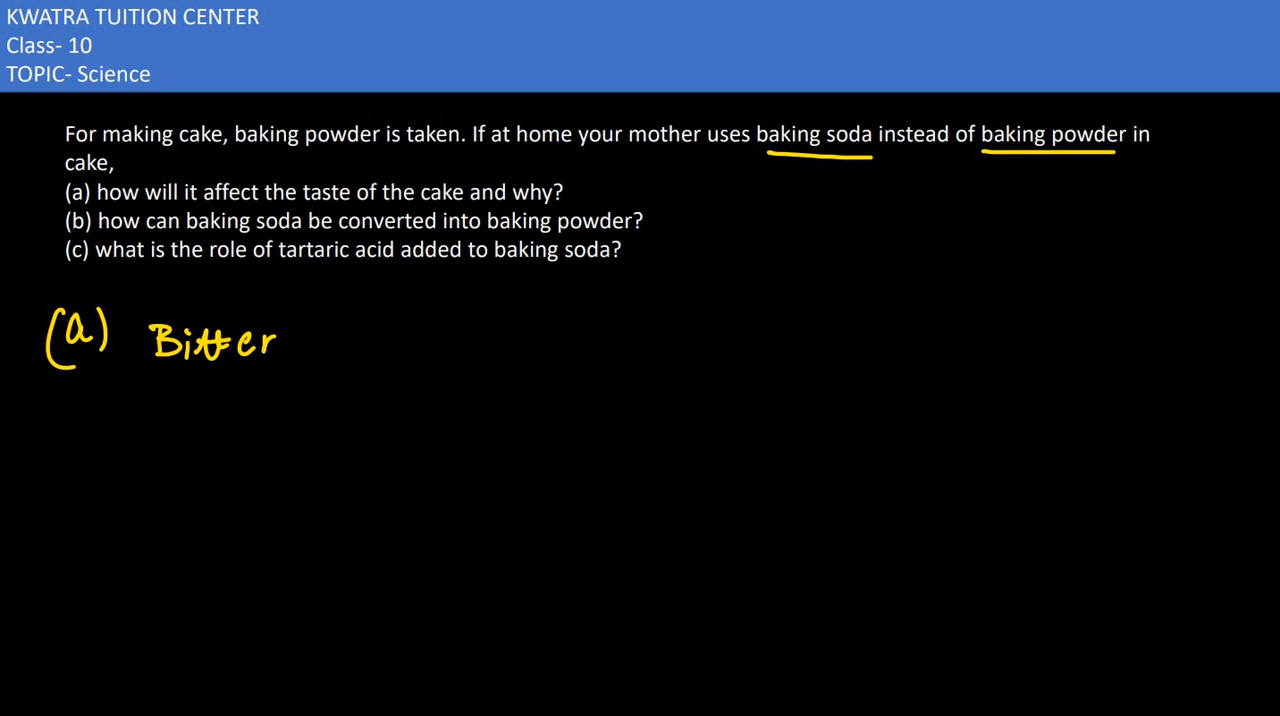 KWATRA TUITION CENTER
Class- 10
TOPIC- Science
For making cake, baking powder is taken. If at home your mother uses baking soda instead of baking powder in
cake,
(a) how will it affect the taste of the cake and why?
(b) how can baking soda be converted into baking powder?
(c) what is the role of tartaric acid added to baking soda?
(a) Bitter